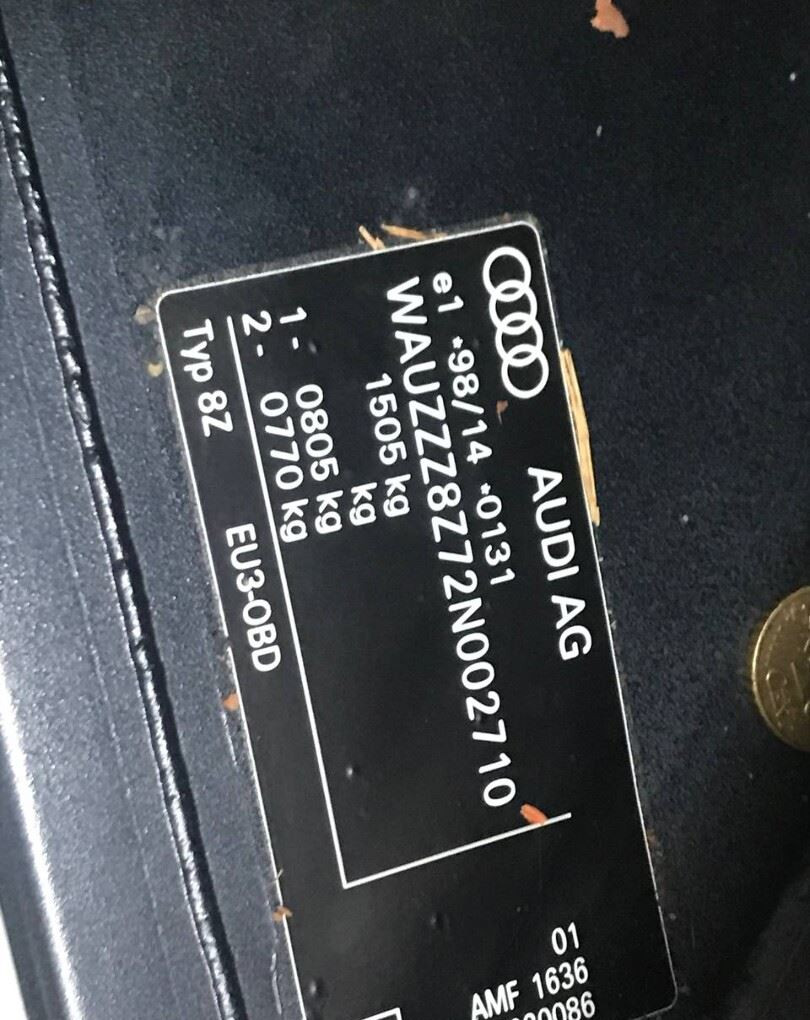 AUDI AG
e1 *98/14 *0131
WAUZZZ8Z72N002710
1505 kg
kg
1- 0805 kg
2- 0770 kg
Typ 8Z EU3-OBD
01
AMF 1636